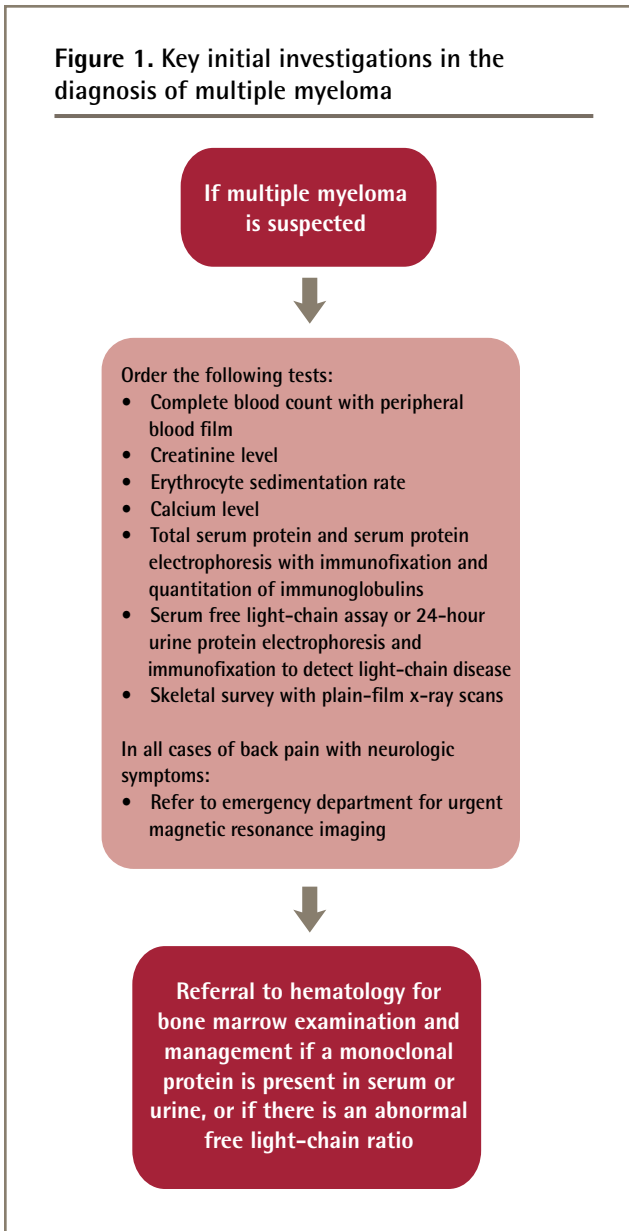 Figure 1. Key initial investigations in the
diagnosis of multiple myeloma
If multiple myeloma
is suspected
Order the following tests:
• Complete blood count with peripheral
blood film
• Creatinine level
• Erythrocyte sedimentation rate
• Calcium level
• Total serum protein and serum protein
electrophoresis with immunofixation and
quantitation of immunoglobulins
• Serum free light-chain assay or 24-hour
urine protein electrophoresis and
immunofixation to detect light-chain disease
• Skeletal survey with plain-film x-ray scans
In all cases of back pain with neurologic
symptoms:
• Refer to emergency department for urgent
magnetic resonance imaging
Referral to hematology for
bone marrow examination and
management if a monoclonal
protein is present in serum or
urine, or if there is an abnormal
free light-chain ratio